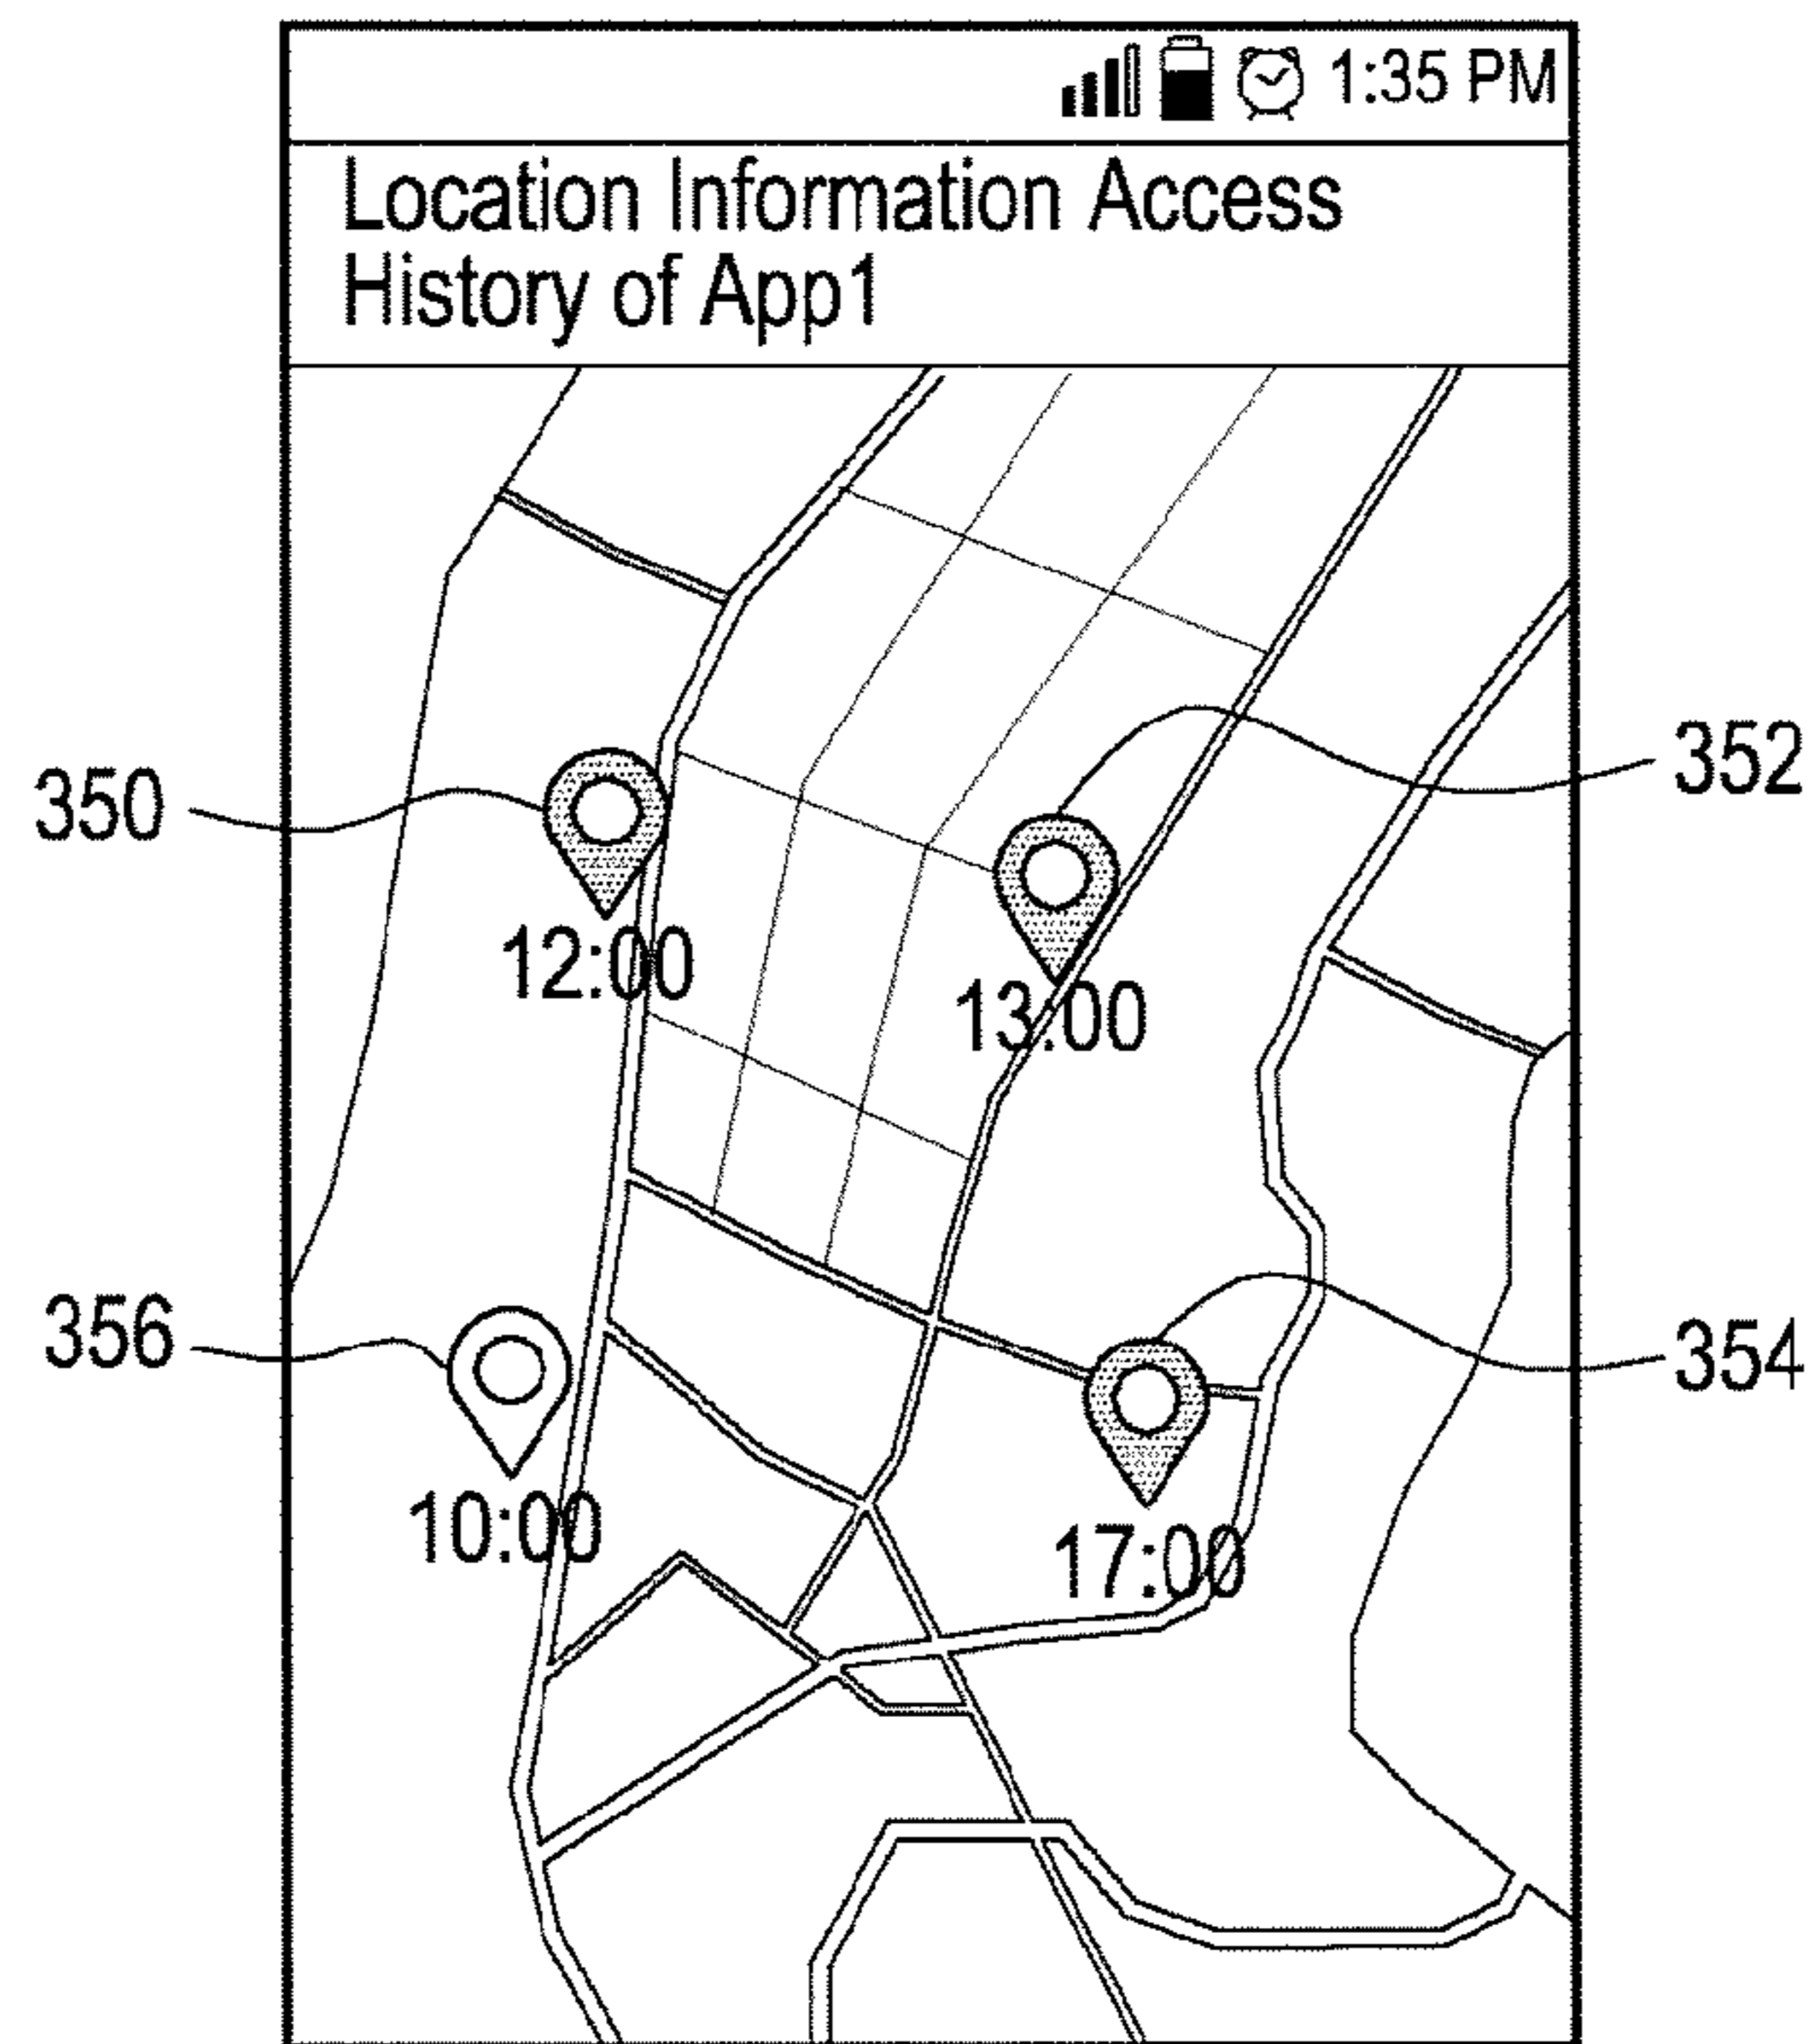 1:35 PM
Location Information Access
History of App1
350
352
12:00
13:00
356
354
10:00
17:00